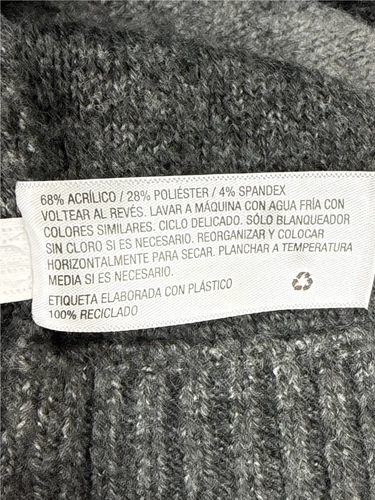 68% ACRÍLICO / 28% POLIÉSTER / 4% SPANDEX
VOLTEAR AL REVÉS. LAVAR A MÁQUINA CON AGUA FRÍA CON
COLORES SIMILARES. CICLO DELICADO. SÓLO BLANQUEADOR
SIN CLORO SI ES NECESARIO. REORGANIZAR Y COLOCAR
HORIZONTALMENTE PARA SECAR. PLANCHAR A TEMPERATURA
MEDIA SI ES NECESARIO.
ETIQUETA ELABORADA CON PLÁSTICO
100% RECICLADO